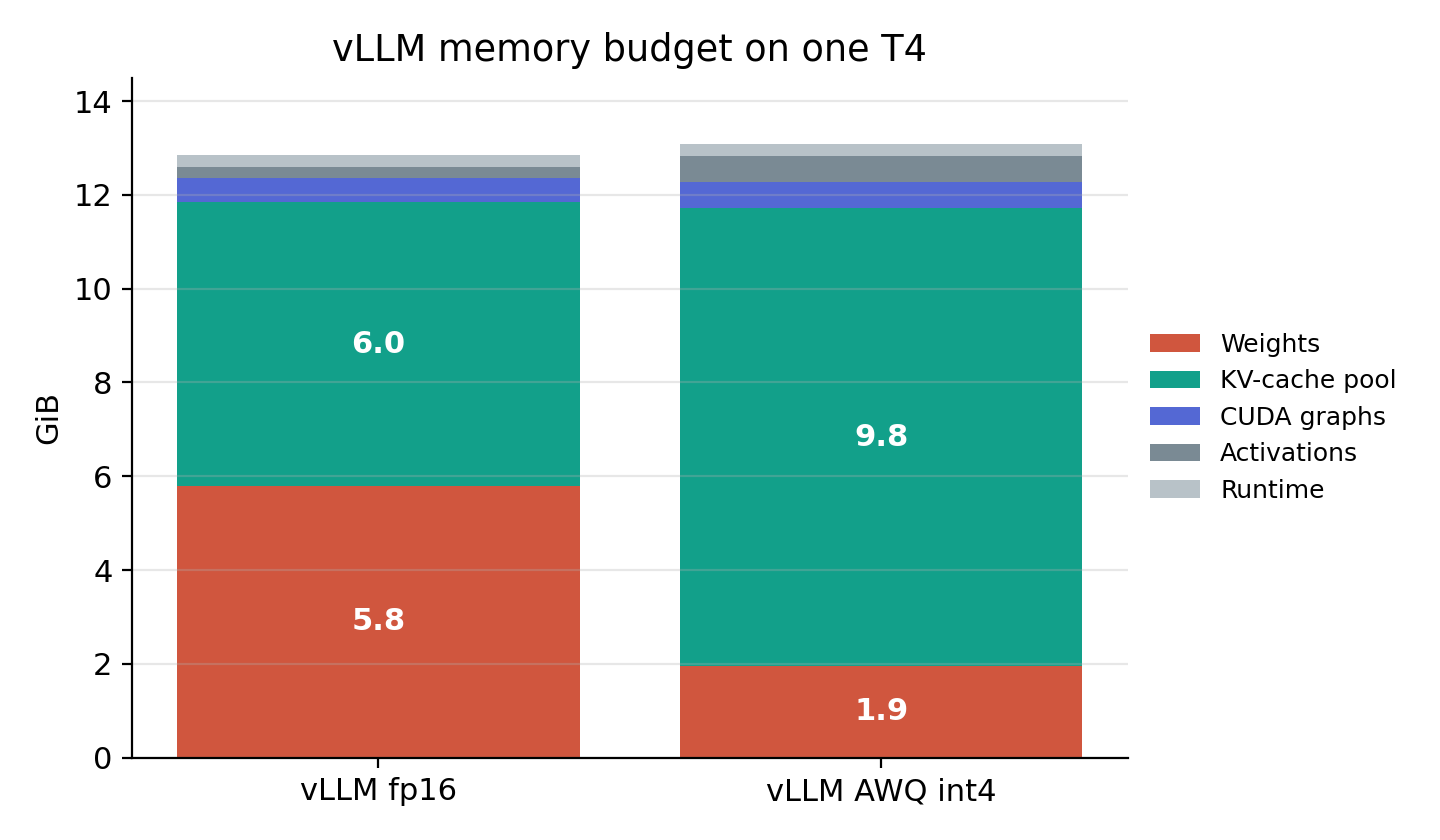 vLLM memory budget on one T4
14
12
10
8
6
4
2
0
GiB
6.0
5.8
9.8
1.9
vLLM fp16
vLLM AWQ int4
Weights
KV-cache pool
CUDA graphs
Activations
Runtime